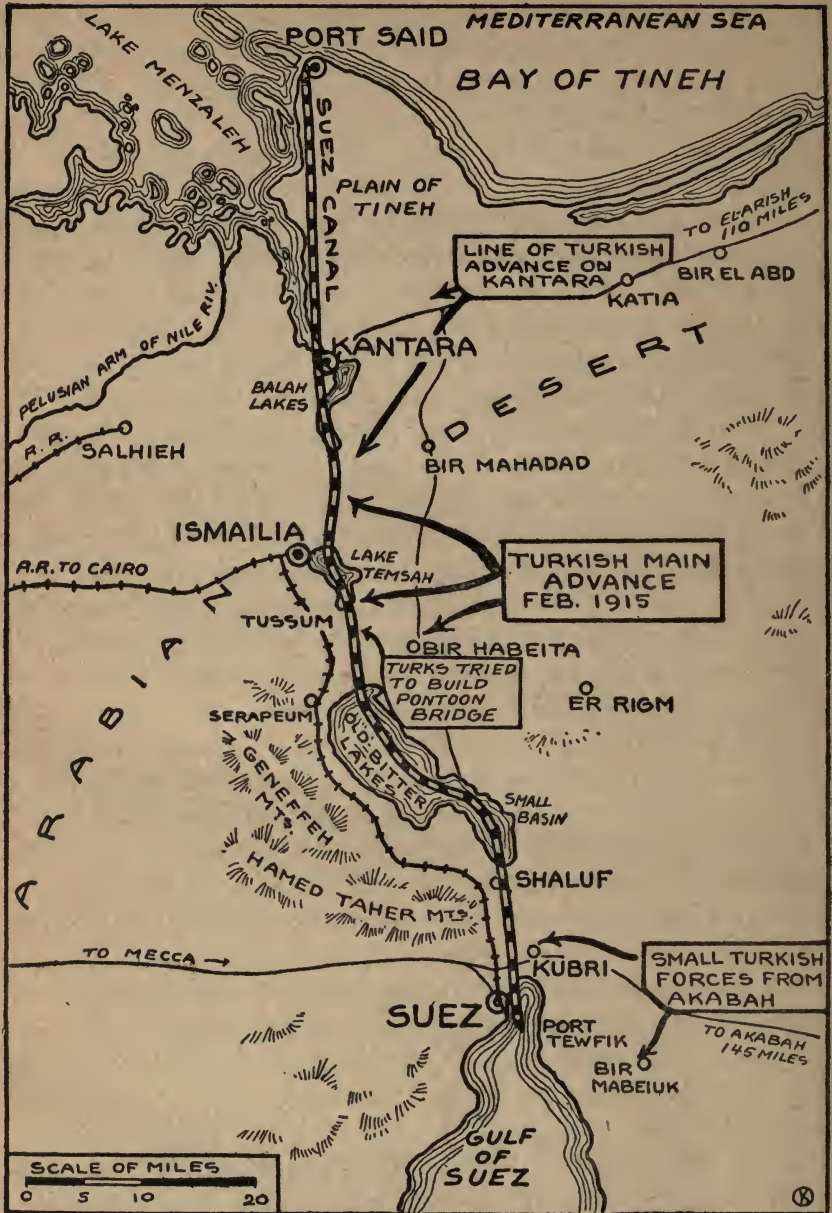 MEDITERRANEAN SEA
PORT SAID
LAKE MENZALEH
BAY OF TINEH
SUEZ CANAL
PLAIN OF
TINEH
TO EL ARISH
110 MILES
LINE OF TURKISH
ADVANCE ON
KANTARA
BIR EL ABD
KATIA
PELUSIAN ARM OF NILE RIV.
KANTARA
DESERT
BALAH
LAKES
R.R.
SALHIEH
BIR MAHADAD
ISMAILIA
R.R. TO CAIRO
LAKE
TEMSAH
TURKISH MAIN
ADVANCE
FEB. 1915
TUSSUM
BIR HABEITA
TURKS TRIED
TO BUILD
PONTOON
BRIDGE
ER RIGM
SERAPEUM
OLD-BITTER
LAKES
GENEFFEH
MTS.
SMALL
BASIN
ARABIAN
HAMED TAHER MTS.
SHALUF
TO MECCA →
KUBRI
SMALL TURKISH
FORCES FROM
AKABAH
SUEZ
PORT
TEWFIK
TO AKABAH
145 MILES
BIR
MABEIUK
GULF
OF
SUEZ
SCALE OF MILES
0 5 10 20
K